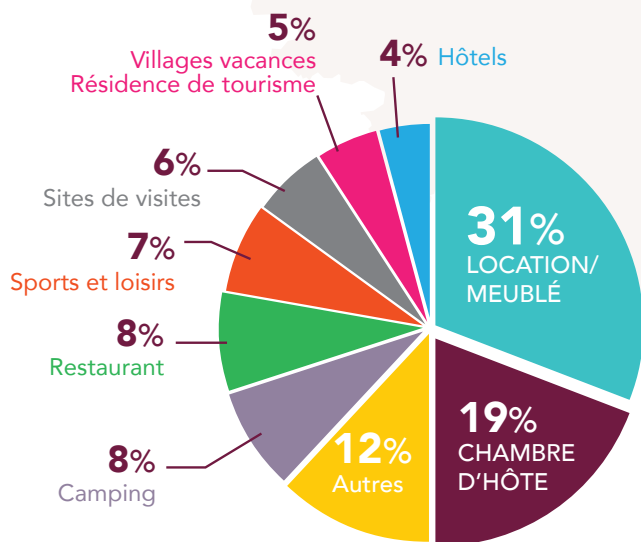 5%
Villages vacances
Résidence de tourisme
4% Hôtels
6%
Sites de visites
7%
Sports et loisirs
8%
Restaurant
8%
Camping
12%
Autres
31%
LOCATION/
MEUBLÉ
19%
CHAMBRE
D'HÔTE